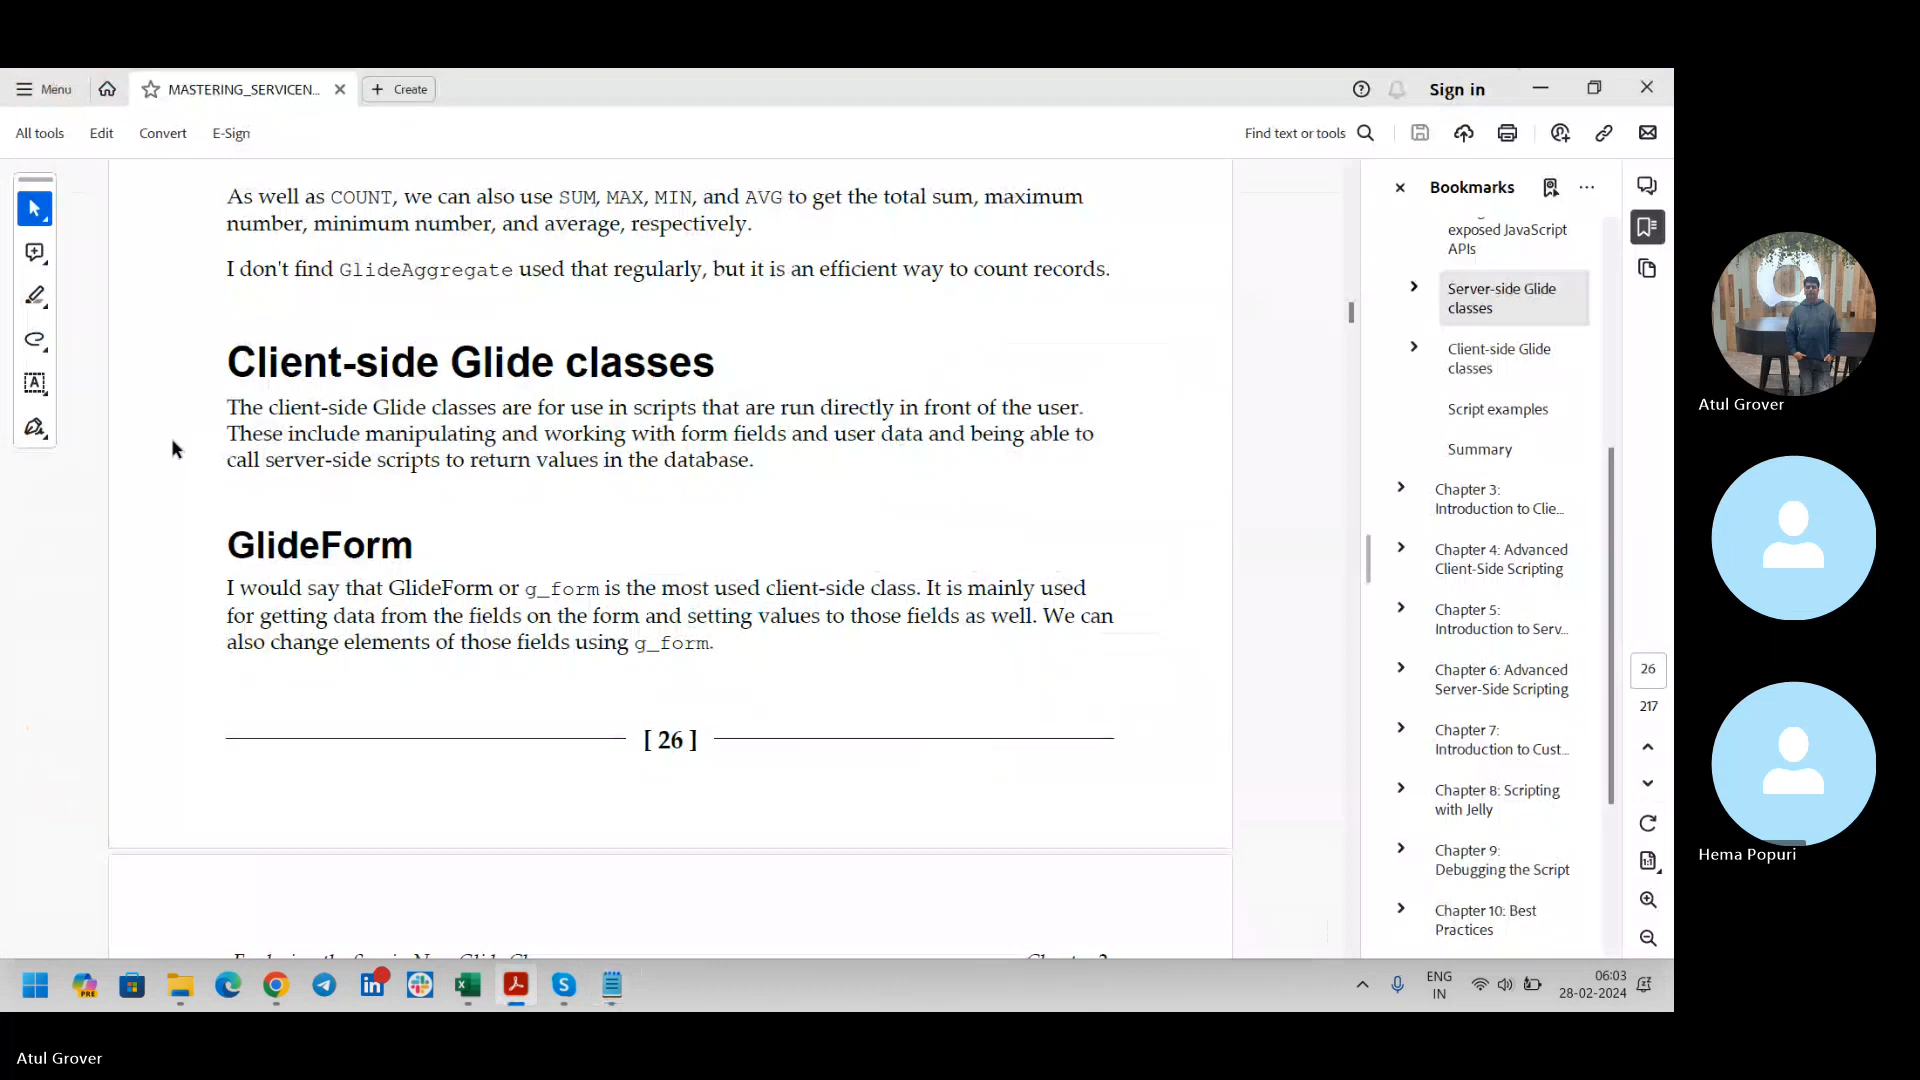 Menu
MASTERING_SERVICEN...
Create
Sign in
All tools
Edit
Convert
E-Sign
Find text or tools
As well as COUNT, we can also use SUM, MAX, MIN, and AVG to get the total sum, maximum
number, minimum number, and average, respectively.
I don't find GlideAggregate used that regularly, but it is an efficient way to count records.
Client-side Glide classes
The client-side Glide classes are for use in scripts that are run directly in front of the user.
These include manipulating and working with form fields and user data and being able to
call server-side scripts to return values in the database.
GlideForm
I would say that GlideForm or g_form is the most used client-side class. It is mainly used
for getting data from the fields on the form and setting values to those fields as well. We can
also change elements of those fields using g_form.
[ 26 ]
Bookmarks
exposed JavaScript
APIs
Server-side Glide
classes
Client-side Glide
classes
Script examples
Summary
Chapter 3:
Introduction to Clie...
Chapter 4: Advanced
Client-Side Scripting
Chapter 5:
Introduction to Serv...
Chapter 6: Advanced
Server-Side Scripting
Chapter 7:
Introduction to Cust...
Chapter 8: Scripting
with Jelly
Chapter 9:
Debugging the Script
Chapter 10: Best
Practices
26
217
Atul Grover
Hema Popuri
PRE
ENG
IN
06:03
28-02-2024
Atul Grover